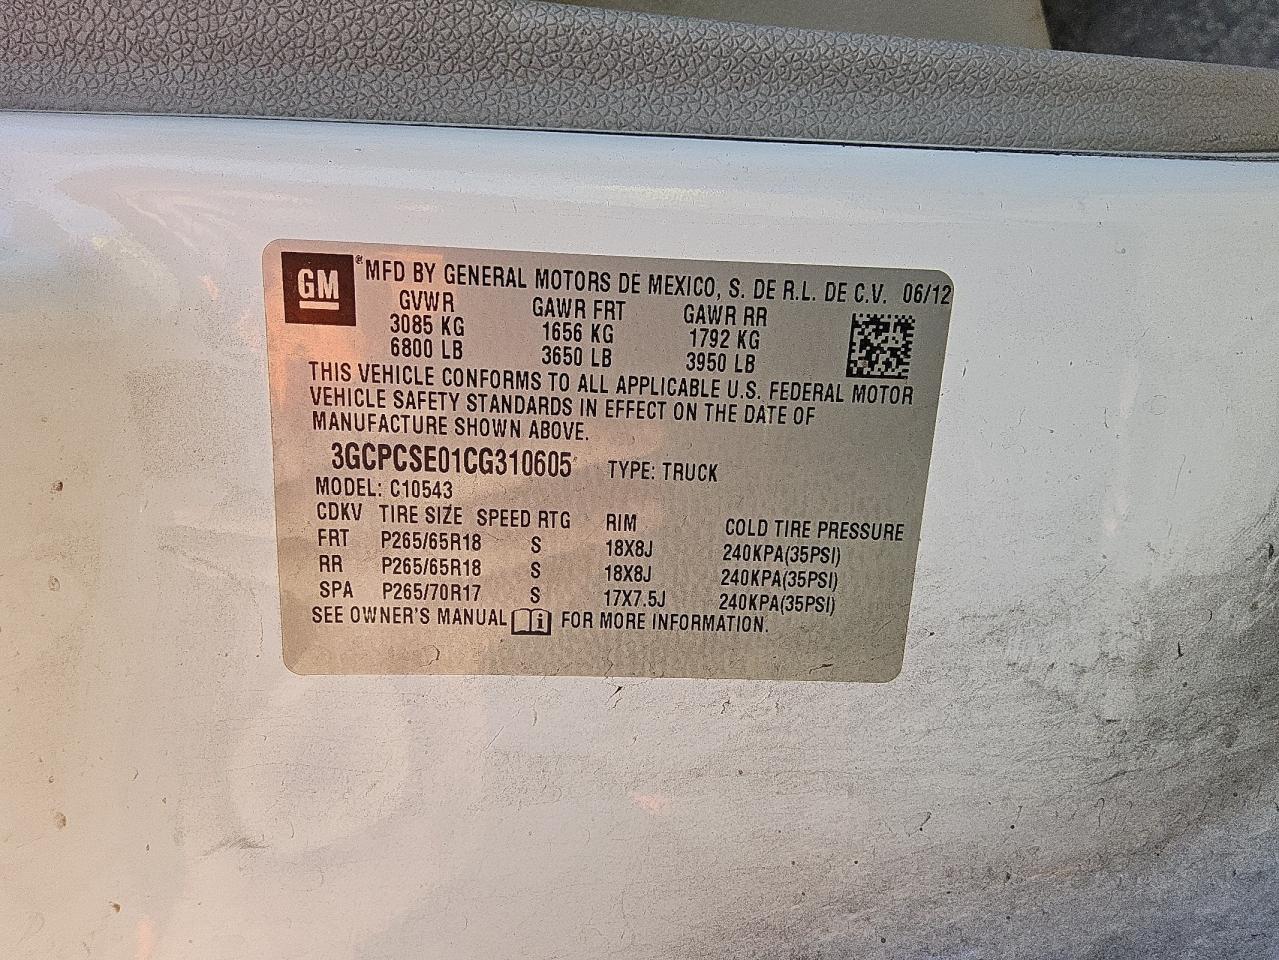 GM
® MFD BY GENERAL MOTORS DE MEXICO, S. DE R.L. DE C.V. 06/12
GVWR GAWR FRT GAWR RR
3085 KG 1656 KG 1792 KG
6800 LB 3650 LB 3950 LB
THIS VEHICLE CONFORMS TO ALL APPLICABLE U.S. FEDERAL MOTOR
VEHICLE SAFETY STANDARDS IN EFFECT ON THE DATE OF
MANUFACTURE SHOWN ABOVE.
3GCPCSE01CG310605 TYPE: TRUCK
MODEL: C10543
CDKV TIRE SIZE SPEED RTG RIM COLD TIRE PRESSURE
FRT P265/65R18 S 18X8J 240KPA(35PSI)
RR P265/65R18 S 18X8J 240KPA(35PSI)
SPA P265/70R17 S 17X7.5J 240KPA(35PSI)
SEE OWNER'S MANUAL i FOR MORE INFORMATION.